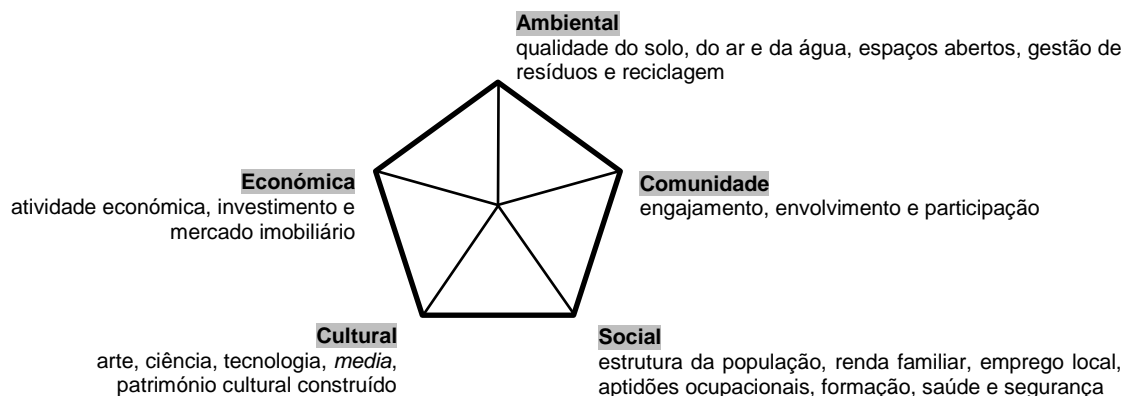 Ambiental
qualidade do solo, do ar e da água, espaços abertos, gestão de
resíduos e reciclagem
Económica
atividade económica, investimento e
mercado imobiliário
Comunidade
engajamento, envolvimento e participação
Cultural
arte, ciência, tecnologia, media,
património cultural construído
Social
estrutura da população, renda familiar, emprego local,
aptidões ocupacionais, formação, saúde e segurança